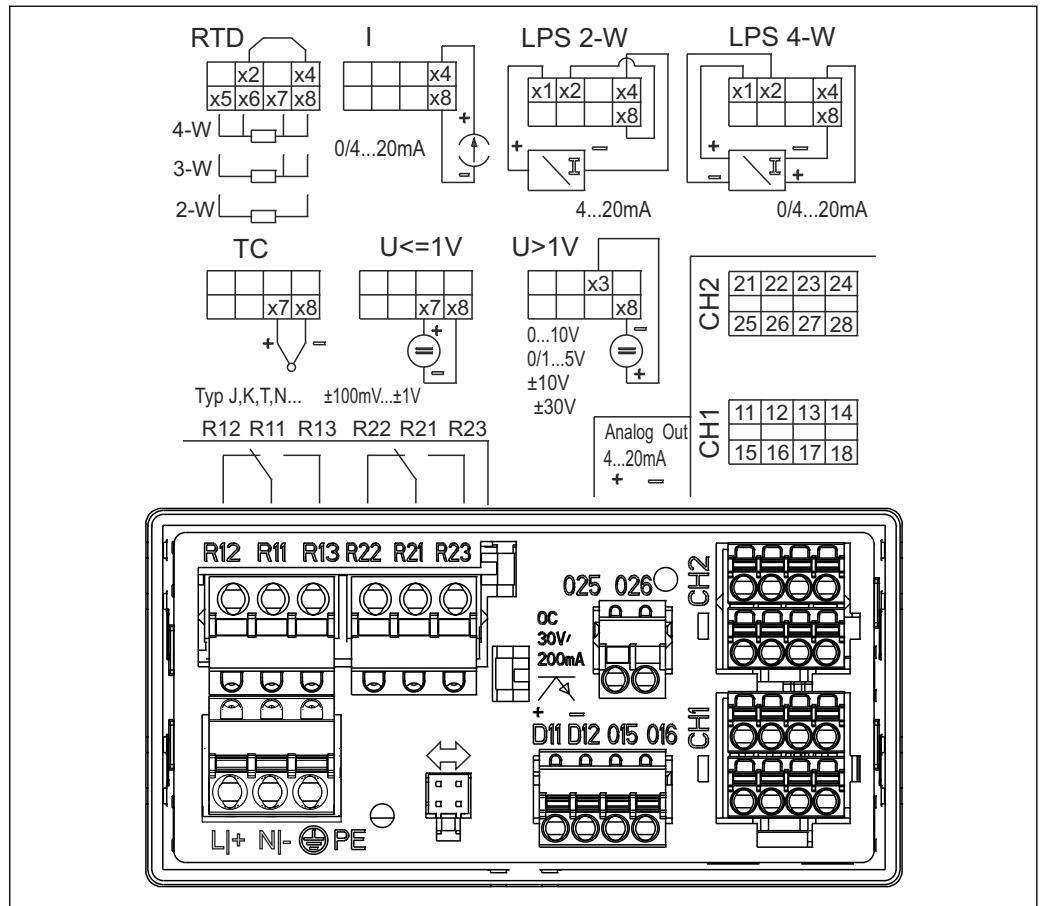 RTD
x2 x4
x5 x6 x7 x8
4-W
3-W
2-W
I
x4
x8
+
−
0/4...20mA
LPS 2-W
x1 x2 x4
x8
+ −
I
4...20mA
LPS 4-W
x1 x2 x4
x8
+ −
− +
I
0/4...20mA
TC
x7 x8
+ −
Typ J,K,T,N...
U<=1V
x7 x8
+
−
±100mV...±1V
U>1V
x3
x8
−
+
0...10V
0/1...5V
±10V
±30V
CH2
21 22 23 24
25 26 27 28
CH1
11 12 13 14
15 16 17 18
R12 R11 R13 R22 R21 R23
Analog Out
4...20mA
+ −
R12 R11 R13 R22 R21 R23
O25 O26
OC
30V/
200mA
+ −
D11 D12 O15 O16
CH2
CH1
L|+ N|- PE